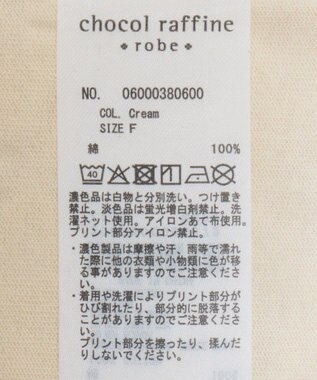 chocol raffine
robe
NO. 06000380600
COL. Cream
SIZE F
綿 100%
40
濃色品は白物と分別洗い。つけ置き
禁止。淡色品は蛍光増白剤禁止。洗
濯ネット使用。アイロンあて布使用。
プリント部分アイロン禁止。
・濃色製品は摩擦や汗、雨等で濡れ
た際に他の衣類や小物類に色が移
る事がありますのでご注意くださ
い。
・着用や洗濯によりプリント部分が
ひび割れたり、部分的に脱落する
ことがありますのでご注意くださ
い。
プリント部分を擦ったり、揉んだ
りしないでください。